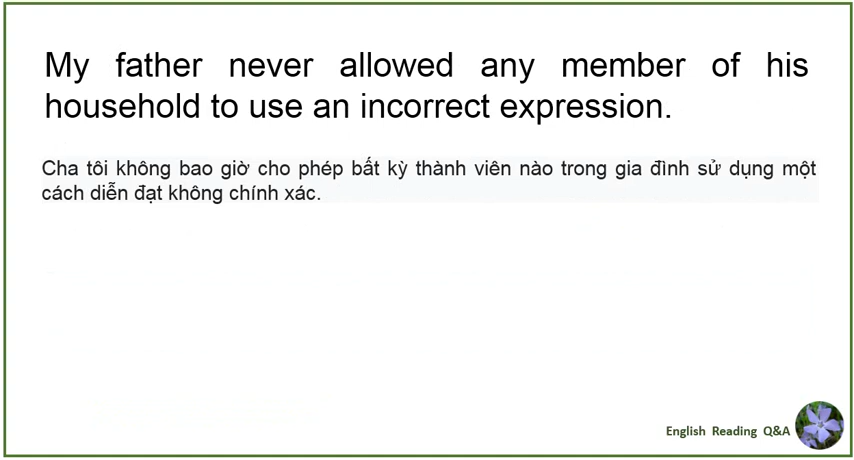 My father never allowed any member of his
household to use an incorrect expression.
Cha tôi không bao giờ cho phép bất kỳ thành viên nào trong gia đình sử dụng một
cách diễn đạt không chính xác.
English Reading Q&A